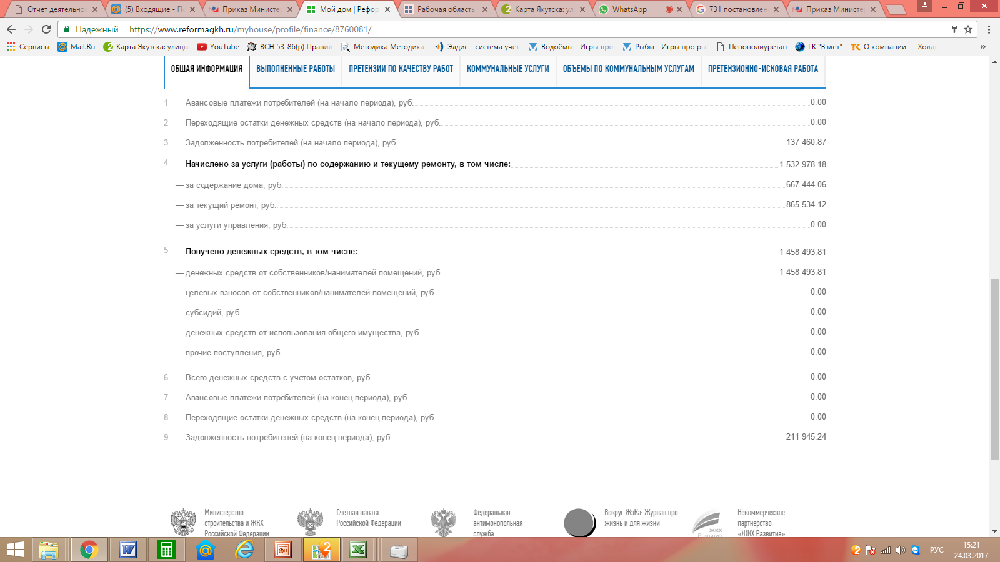 Отчет деятельнос
(5) Входящие - По
Приказ Министер
Мой дом | Рефор
Рабочая область
Карта Якутска: ул
WhatsApp
731 постановлен
Приказ Министер
Надежный
https://www.reformagkh.ru/myhouse/profile/finance/8760081/
Сервисы
Mail.Ru
Карта Якутска: улицы
YouTube
ВСН 53-86(р) Правил
Методика Методика
Элдис - система учет
Водоёмы - Игры про
Рыбы - Игры про ры
Пенополиуретан
ГК "Взлет"
О компании — Холд
»
ОБЩАЯ ИНФОРМАЦИЯ
ВЫПОЛНЕННЫЕ РАБОТЫ
ПРЕТЕНЗИИ ПО КАЧЕСТВУ РАБОТ
КОММУНАЛЬНЫЕ УСЛУГИ
ОБЪЕМЫ ПО КОММУНАЛЬНЫМ УСЛУГАМ
ПРЕТЕНЗИОННО-ИСКОВАЯ РАБОТА
1 Авансовые платежи потребителей (на начало периода), руб. 0.00
2 Переходящие остатки денежных средств (на начало периода), руб. 0.00
3 Задолженность потребителей (на начало периода), руб. 137 460.87
4 Начислено за услуги (работы) по содержанию и текущему ремонту, в том числе: 1 532 978.18
— за содержание дома, руб. 667 444.06
— за текущий ремонт, руб. 865 534.12
— за услуги управления, руб. 0.00
5 Получено денежных средств, в том числе: 1 458 493.81
— денежных средств от собственников/нанимателей помещений, руб. 1 458 493.81
— целевых взносов от собственников/нанимателей помещений, руб. 0.00
— субсидий, руб. 0.00
— денежных средств от использования общего имущества, руб. 0.00
— прочие поступления, руб. 0.00
6 Всего денежных средств с учетом остатков, руб. 0.00
7 Авансовые платежи потребителей (на конец периода), руб. 0.00
8 Переходящие остатки денежных средств (на конец периода), руб. 0.00
9 Задолженность потребителей (на конец периода), руб. 211 945.24
Министерство
строительства и ЖКХ
Российской Федерации
Счетная палата
Российской Федерации
Федеральная
антимонопольная
служба
Вокруг ЖэКа: Журнал про
жизнь и для жизни
ЖКХ
Развитие
Некоммерческое
партнерство
«ЖКХ Развитие»
РУС
15:21
24.03.2017